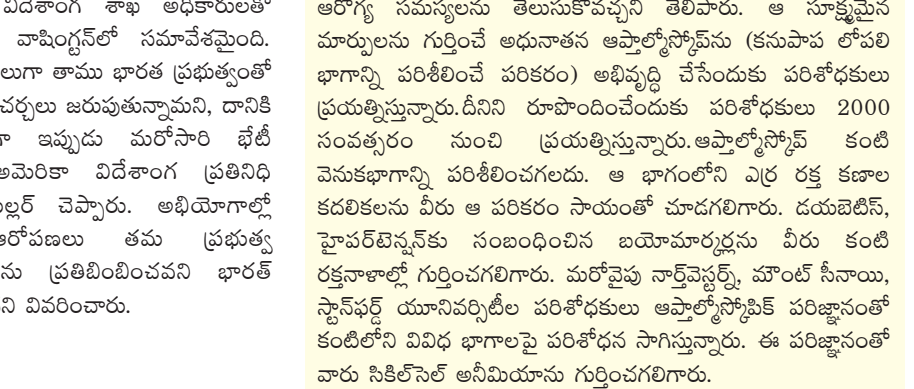 విదేశాంగ శాఖ అధికారులతో
వాషింగ్టన్‌లో సమావేశమైంది.
లుగా తాము భారత ప్రభుత్వంతో
చర్చలు జరుపుతున్నామని, దానికి
ఇప్పుడు మరోసారి భేటీ
అమెరికా విదేశాంగ ప్రతినిధి
చెప్పారు. అభియోగాల్లో
ఆరోపణలు తమ ప్రభుత్వ
ను ప్రతిబింబించవని భారత్
ని వివరించారు.
ఆరోగ్య సమస్యలను తెలుసుకోవచ్చని తెలిపారు. ఆ సూక్ష్మమైన
మార్పులను గుర్తించే అధునాతన ఆప్తాల్మోస్కోప్‌ను (కనుపాప లోపలి
భాగాన్ని పరిశీలించే పరికరం) అభివృద్ధి చేసేందుకు పరిశోధకులు
ప్రయత్నిస్తున్నారు.దీనిని రూపొందించేందుకు పరిశోధకులు 2000
సంవత్సరం నుంచి ప్రయత్నిస్తున్నారు.ఆప్తాల్మోస్కోప్ కంటి
వెనుకభాగాన్ని పరిశీలించగలదు. ఆ భాగంలోని ఎర్ర రక్త కణాల
కదలికలను వీరు ఆ పరికరం సాయంతో చూడగలిగారు. డయబెటిస్,
హైపర్‌టెన్షన్‌కు సంబంధించిన బయోమార్కర్లను వీరు కంటి
రక్తనాళాల్లో గుర్తించగలిగారు. మరోవైపు నార్త్‌వెస్టర్న్, మౌంట్ సీనాయి,
స్టాన్‌ఫర్డ్ యూనివర్సిటీల పరిశోధకులు ఆప్తాల్మోస్కోపిక్ పరిజ్ఞానంతో
కంటిలోని వివిధ భాగాలపై పరిశోధన సాగిస్తున్నారు. ఈ పరిజ్ఞానంతో
వారు సికిల్‌సెల్ అనీమియాను గుర్తించగలిగారు.